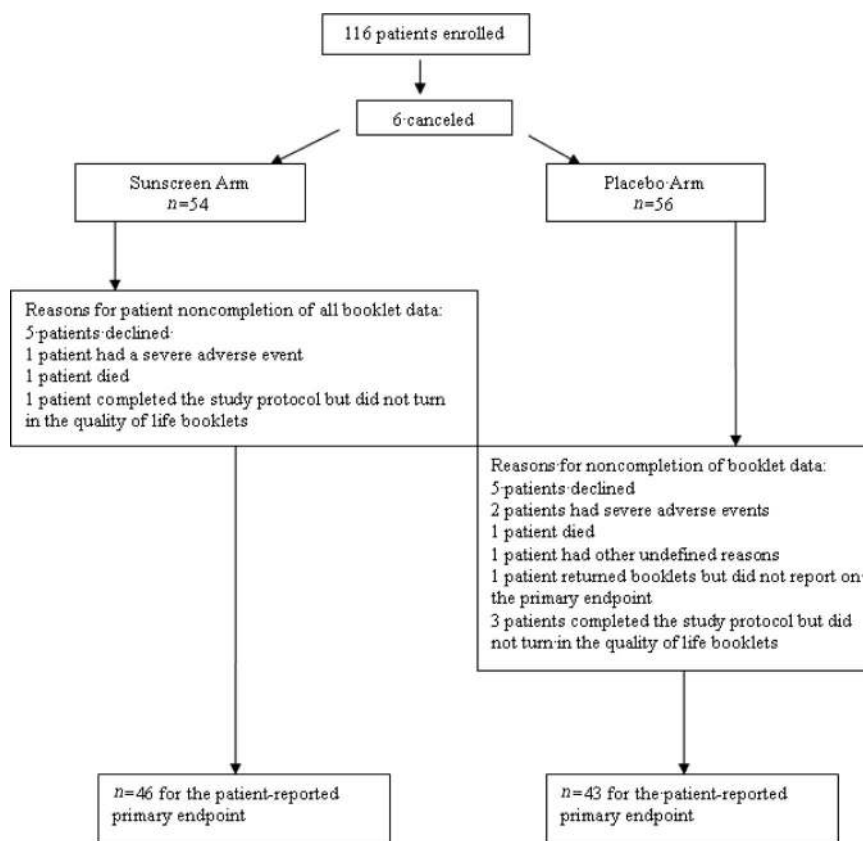 116 patients enrolled
6·canceled
Sunscreen Arm
n=54
Placebo·Arm
n=56
Reasons for patient noncompletion of all booklet data:
5·patients·declined·
1 patient had a severe adverse event
1 patient died
1 patient completed the study protocol but did not turn
in the quality of life booklets
Reasons·for noncompletion of booklet data:
5·patients·declined
2 patients had severe adverse events
1 patient died
1 patient had other undefined reasons
1 patient returned booklets but did not report on·
the primary endpoint
3 patients completed the study protocol but did
not turn·in the quality of life booklets
n=46 for the patient-reported
primary endpoint
n=43 for the·patient-reported
primary endpoint